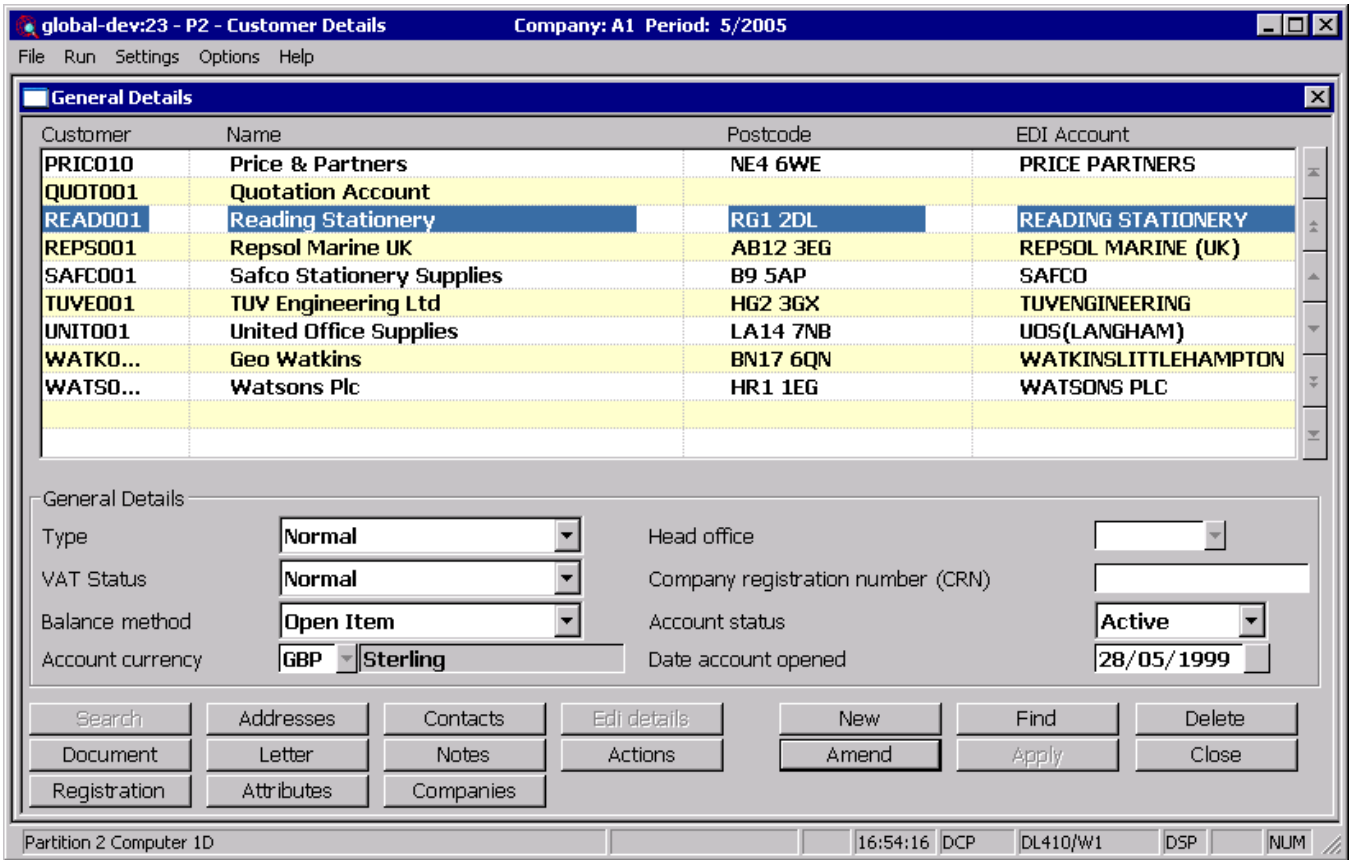 global-dev:23 - P2 - Customer Details Company: A1 Period: 5/2005
File Run Settings Options Help
General Details
Customer Name Postcode EDI Account
PRIC010 Price & Partners NE4 6WE PRICE PARTNERS
QUOT001 Quotation Account
READ001 Reading Stationery RG1 2DL READING STATIONERY
REPS001 Repsol Marine UK AB12 3EG REPSOL MARINE (UK)
SAFC001 Safco Stationery Supplies B9 5AP SAFCO
TUVE001 TUV Engineering Ltd HG2 3GX TUVENGINEERING
UNIT001 United Office Supplies LA14 7NB UOS(LANGHAM)
WATK0... Geo Watkins BN17 6QN WATKINSLITTLEHAMPTON
WATS0... Watsons Plc HR1 1EG WATSONS PLC
General Details
Type Normal Head office
VAT Status Normal Company registration number (CRN)
Balance method Open Item Account status Active
Account currency GBP Sterling Date account opened 28/05/1999
Search Addresses Contacts Edi details New Find Delete
Document Letter Notes Actions Amend Apply Close
Registration Attributes Companies
Partition 2 Computer 1D 16:54:16 DCP DL410/W1 DSP NUM